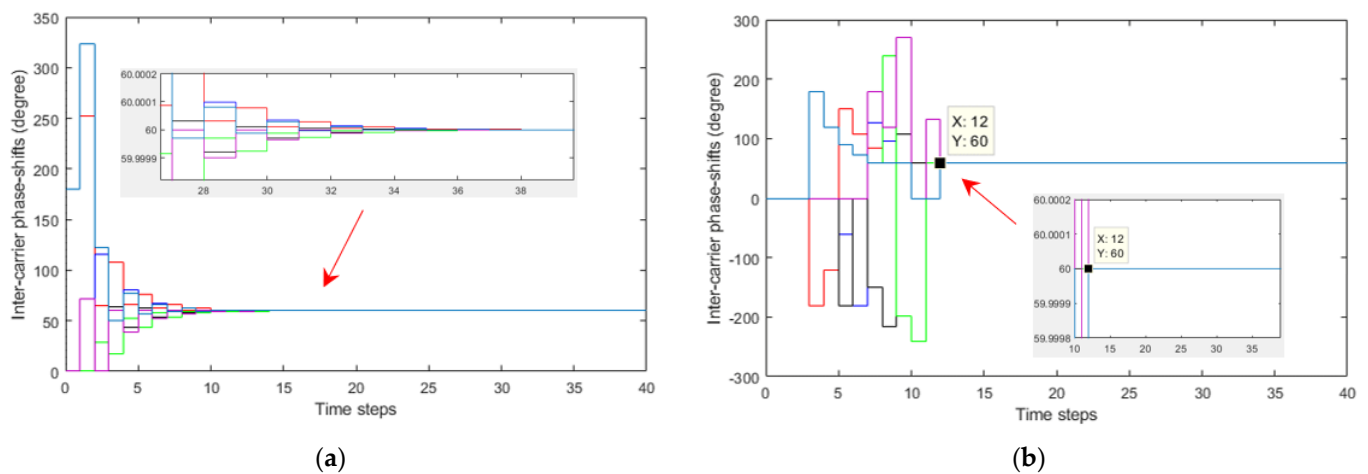 350
300
250
200
150
100
50
0
0 5 10 15 20 25 30 35 40
Inter-carrier phase-shifts (degree)
Time steps
60.0002
60.0001
60
59.9999
28 30 32 34 36 38
(a)
300
200
100
0
-100
-200
-300
0 5 10 15 20 25 30 35 40
Inter-carrier phase-shifts (degree)
Time steps
X: 12
Y: 60
60.0002
60.0001
60
59.9999
59.9998
10 15 20 25 30 35
X: 12
Y: 60
(b)